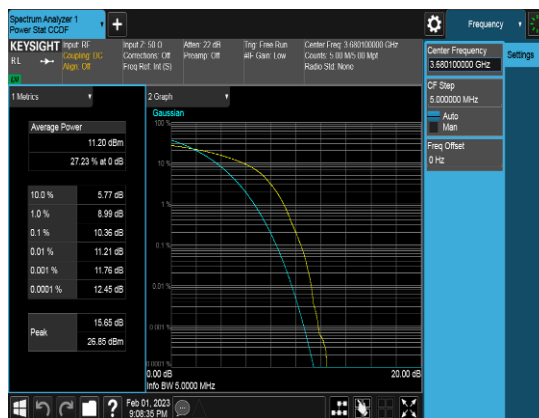 Spectrum Analyzer 1
Power Stat CCDF
Frequency
KEYSIGHT
RL
Input: RF
Coupling: DC
Align: Off
Input Z: 50 Ω
Corrections: Off
Freq Ref: Int (S)
Atten: 22 dB
Preamp: Off
Trig: Free Run
#IF Gain: Low
Center Freq: 3.680100000 GHz
Counts: 5.00 M/5.00 Mpt
Radio Std: None
Center Frequency
3.680100000 GHz
Settings
CF Step
5.000000 MHz
Auto
Man
Freq Offset
0 Hz
1 Metrics
Average Power
11.20 dBm
27.23 % at 0 dB
10.0 % 5.77 dB
1.0 % 8.99 dB
0.1 % 10.36 dB
0.01 % 11.21 dB
0.001 % 11.76 dB
0.0001 % 12.45 dB
Peak
15.65 dB
26.85 dBm
2 Graph
Gaussian
100 %
10 %
1 %
0.1 %
0.01 %
0.001 %
0.0001 %
0.00 dB
20.00 dB
Info BW 5.0000 MHz
?
Feb 01, 2023
9:08:35 PM